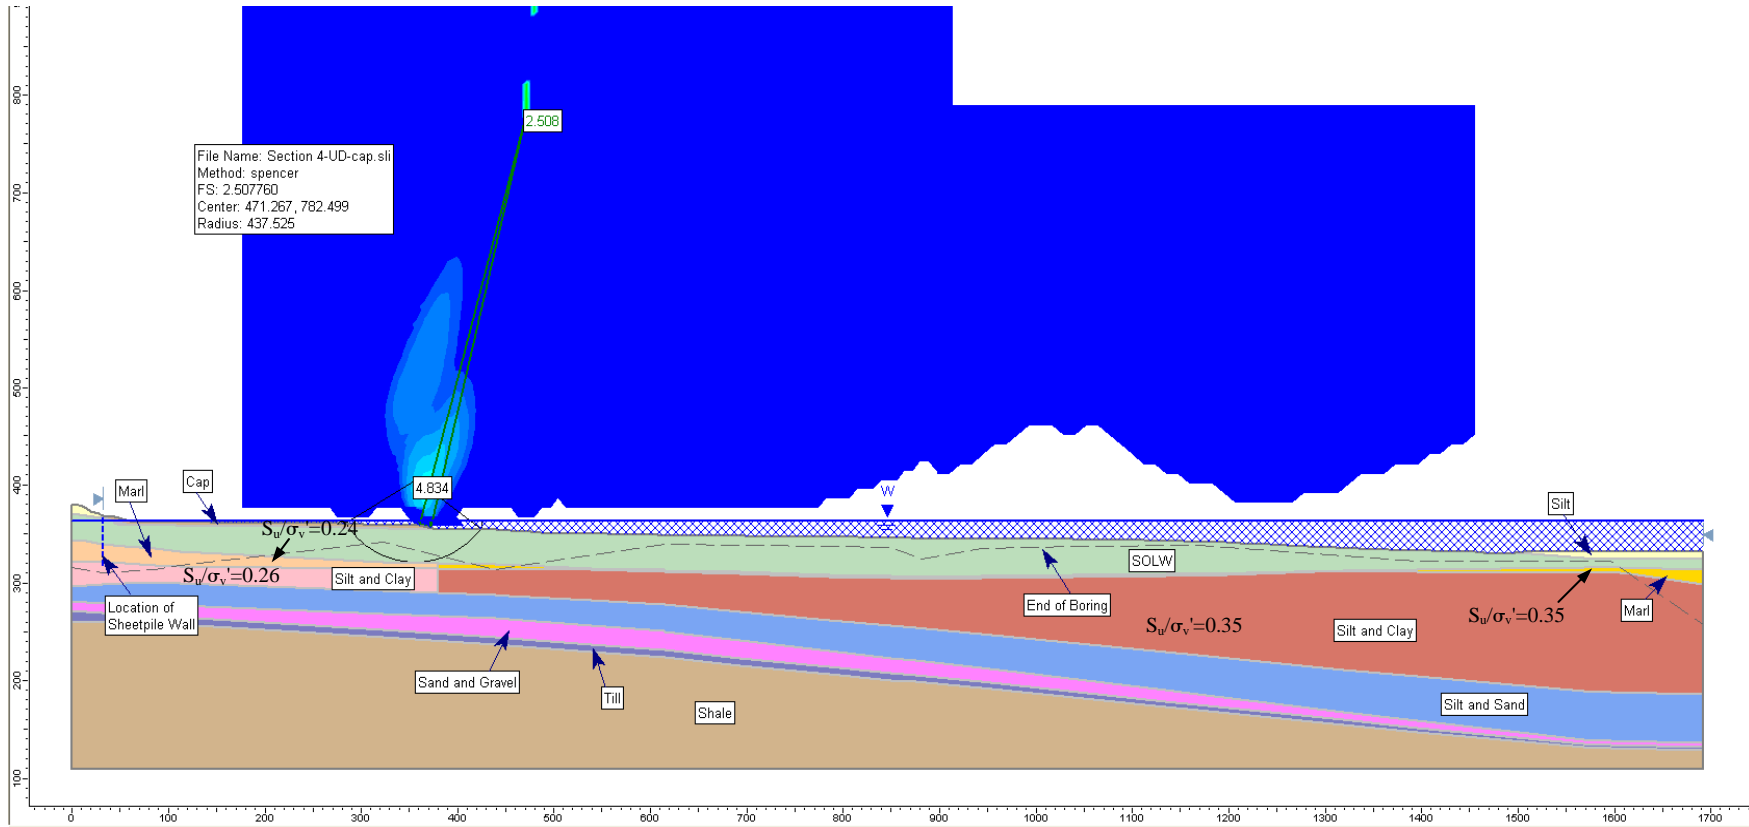 800
700
600
500
400
300
200
100
2.508
File Name: Section 4-UD-cap.sli
Method: spencer
FS: 2.507760
Center: 471.267, 782.499
Radius: 437.525
4.834
W
Cap
Marl
Silt
Su/σv'=0.24
SOLW
Su/σv'=0.26
Silt and Clay
End of Boring
Location of
Sheetpile Wall
Su/σv'=0.35
Su/σv'=0.35
Marl
Silt and Clay
Sand and Gravel
Till
Shale
Silt and Sand
0 100 200 300 400 500 600 700 800 900 1000 1100 1200 1300 1400 1500 1600 1700